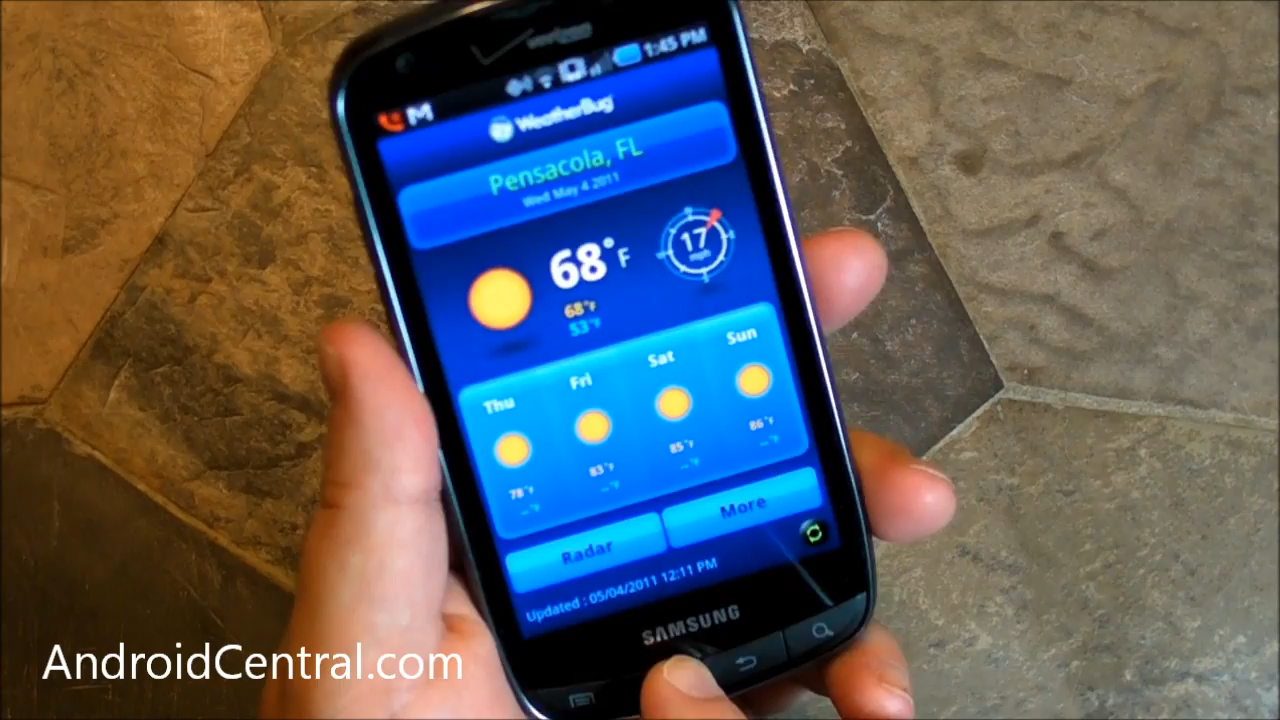 verizon
1:45 PM
WeatherBug
Pensacola, FL
Wed May 4 2011
68°F
17
mph
68°F
53°F
Thu
Fri
Sat
Sun
78°F
83°F
85°F
86°F
--°F
--°F
--°F
--°F
Radar
More
Updated : 05/04/2011 12:11 PM
SAMSUNG
AndroidCentral.com